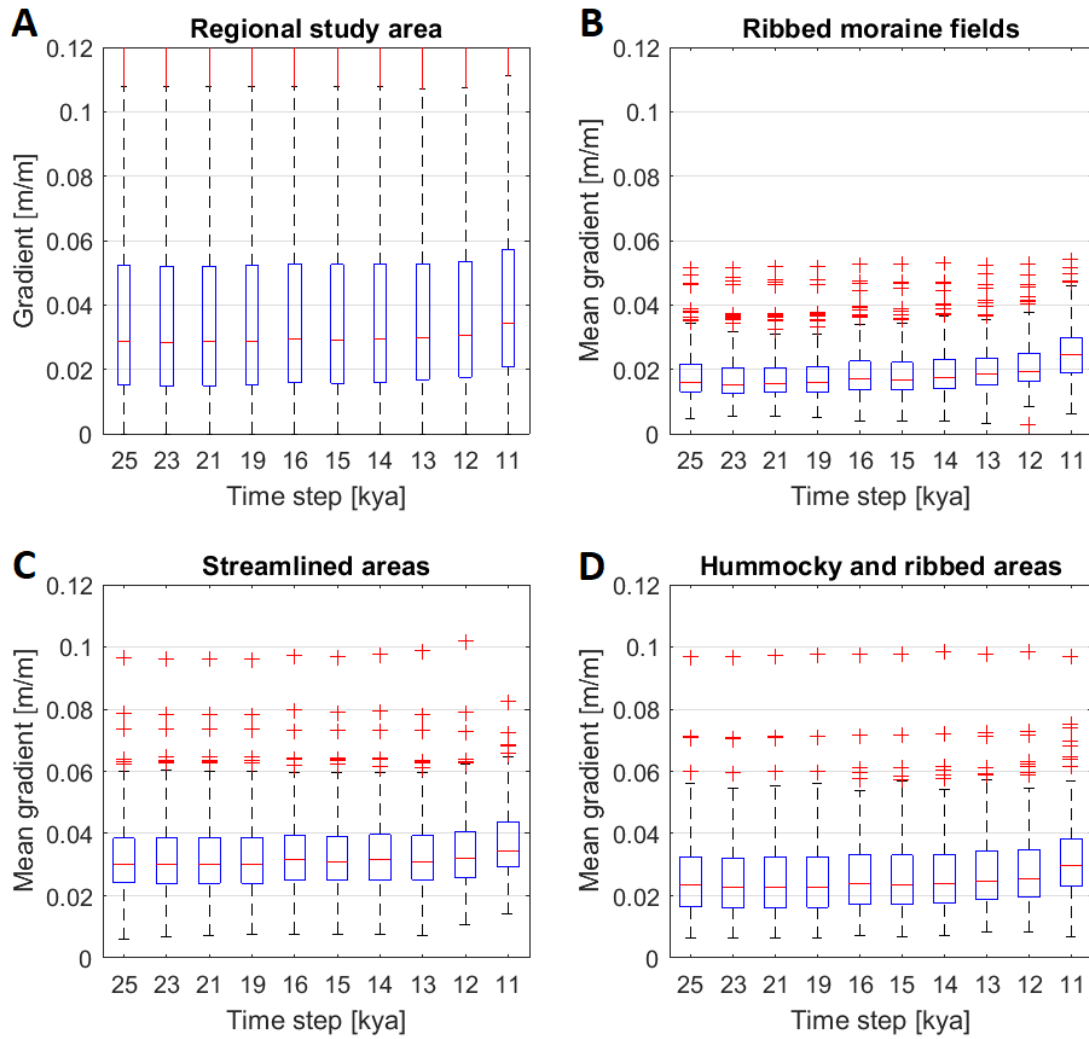 A
Regional study area
Gradient [m/m]
0.12
0.1
0.08
0.06
0.04
0.02
0
25 23 21 19 16 15 14 13 12 11
Time step [kya]
B
Ribbed moraine fields
Mean gradient [m/m]
0.12
0.1
0.08
0.06
0.04
0.02
0
25 23 21 19 16 15 14 13 12 11
Time step [kya]
C
Streamlined areas
Mean gradient [m/m]
0.12
0.1
0.08
0.06
0.04
0.02
0
25 23 21 19 16 15 14 13 12 11
Time step [kya]
D
Hummocky and ribbed areas
Mean gradient [m/m]
0.12
0.1
0.08
0.06
0.04
0.02
0
25 23 21 19 16 15 14 13 12 11
Time step [kya]